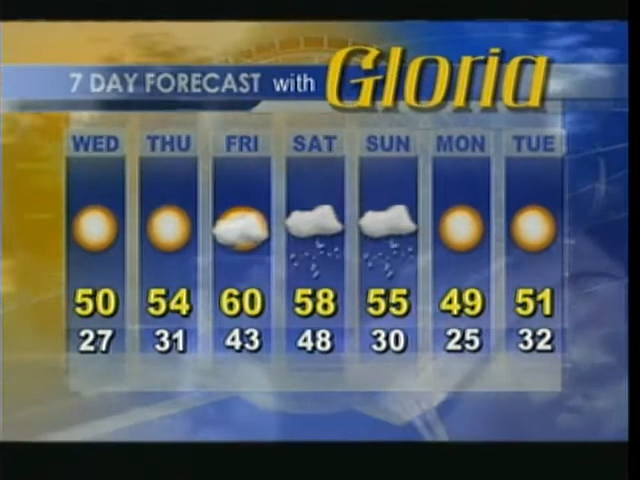 7 DAY FORECAST with Gloria
WED THU FRI SAT SUN MON TUE
50 54 60 58 55 49 51
27 31 43 48 30 25 32